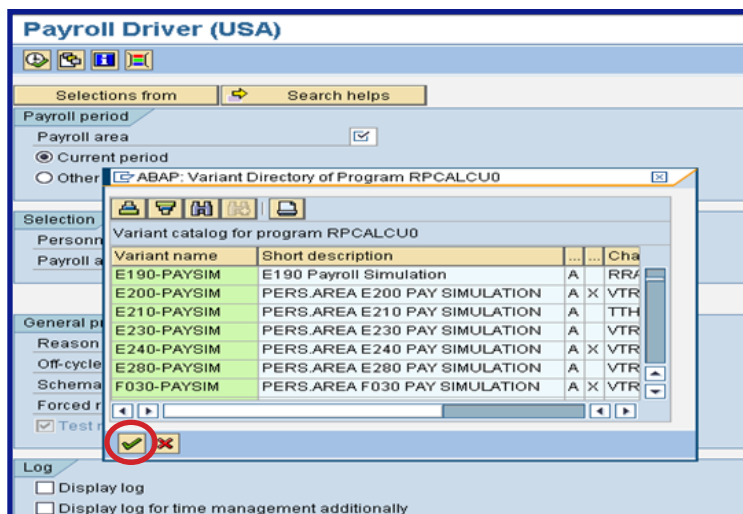 Payroll Driver (USA)
Selections from Search helps
Payroll period
Payroll area
Current period
Other
ABAP: Variant Directory of Program RPCALCU0
Variant catalog for program RPCALCU0
Variant name Short description ... ... Cha
E190-PAYSIM E190 Payroll Simulation A RRA
E200-PAYSIM PERS.AREA E200 PAY SIMULATION A X VTR
E210-PAYSIM PERS.AREA E210 PAY SIMULATION A TTH
E230-PAYSIM PERS.AREA E230 PAY SIMULATION A VTR
E240-PAYSIM PERS.AREA E240 PAY SIMULATION A X VTR
E280-PAYSIM PERS.AREA E280 PAY SIMULATION A VTR
F030-PAYSIM PERS.AREA F030 PAY SIMULATION A X VTR
Selection
Personn
Payroll a
General p
Reason
Off-cycle
Schema
Forced r
Test r
Log
Display log
Display log for time management additionally